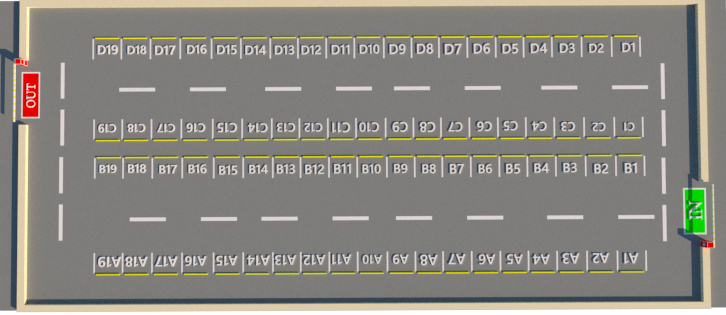 D19 D18 D17 D16 D15 D14 D13 D12 D11 D10 D9 D8 D7 D6 D5 D4 D3 D2 D1
OUT
C19 C18 C17 C16 C15 C14 C13 C12 C11 C10 C9 C8 C7 C6 C5 C4 C3 C2 C1
B19 B18 B17 B16 B15 B14 B13 B12 B11 B10 B9 B8 B7 B6 B5 B4 B3 B2 B1
IN
A19 A18 A17 A16 A15 A14 A13 A12 A11 A10 A9 A8 A7 A6 A5 A4 A3 A2 A1